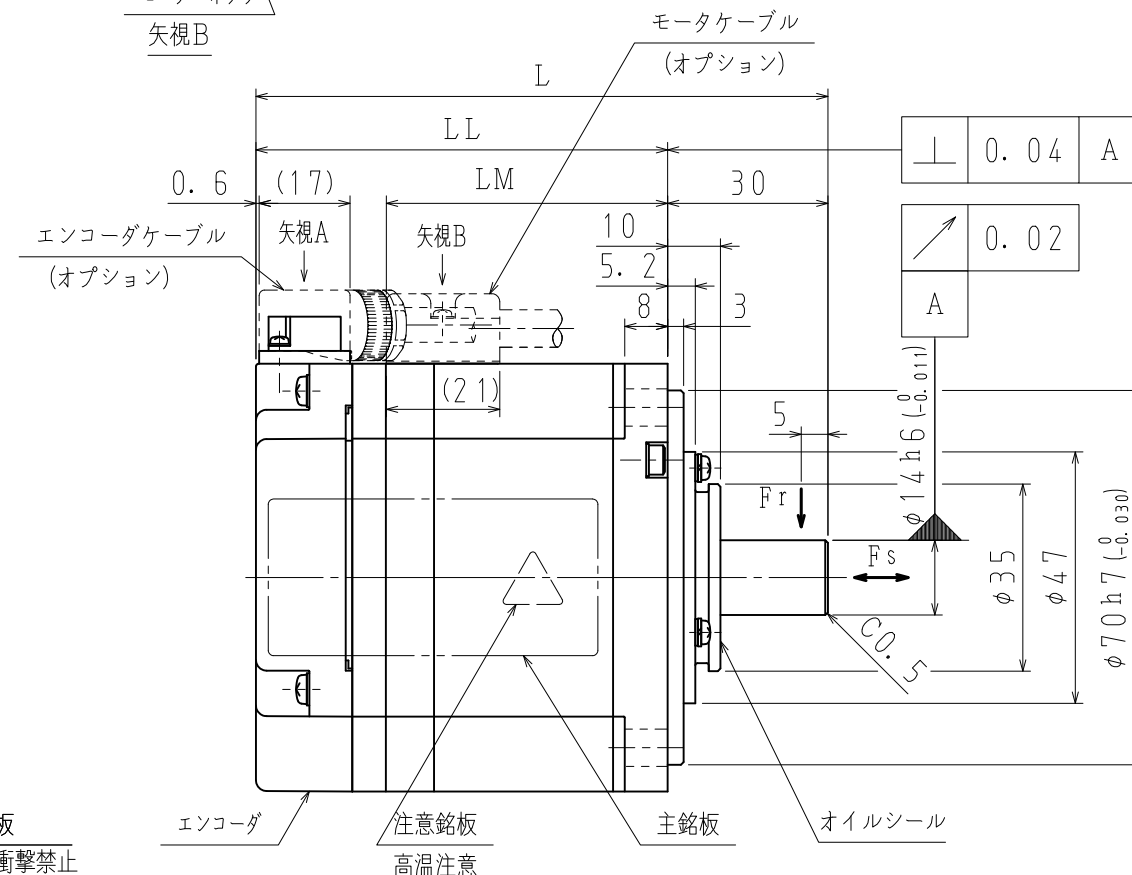 矢視B
モータケーブル
(オプション)
L
LL
⊥ 0.04 A
0.6 (17) LM 30
↗ 0.02
A
エンコーダケーブル
(オプション)
矢視A
矢視B
10
5.2
8 3
(21)
5
φ14h6(0 -0.011)
Fr
Fs
φ35
φ47
φ70h7(0 -0.030)
C0.5
板
衝撃禁止
エンコーダ
注意銘板
高温注意
主銘板
オイルシール